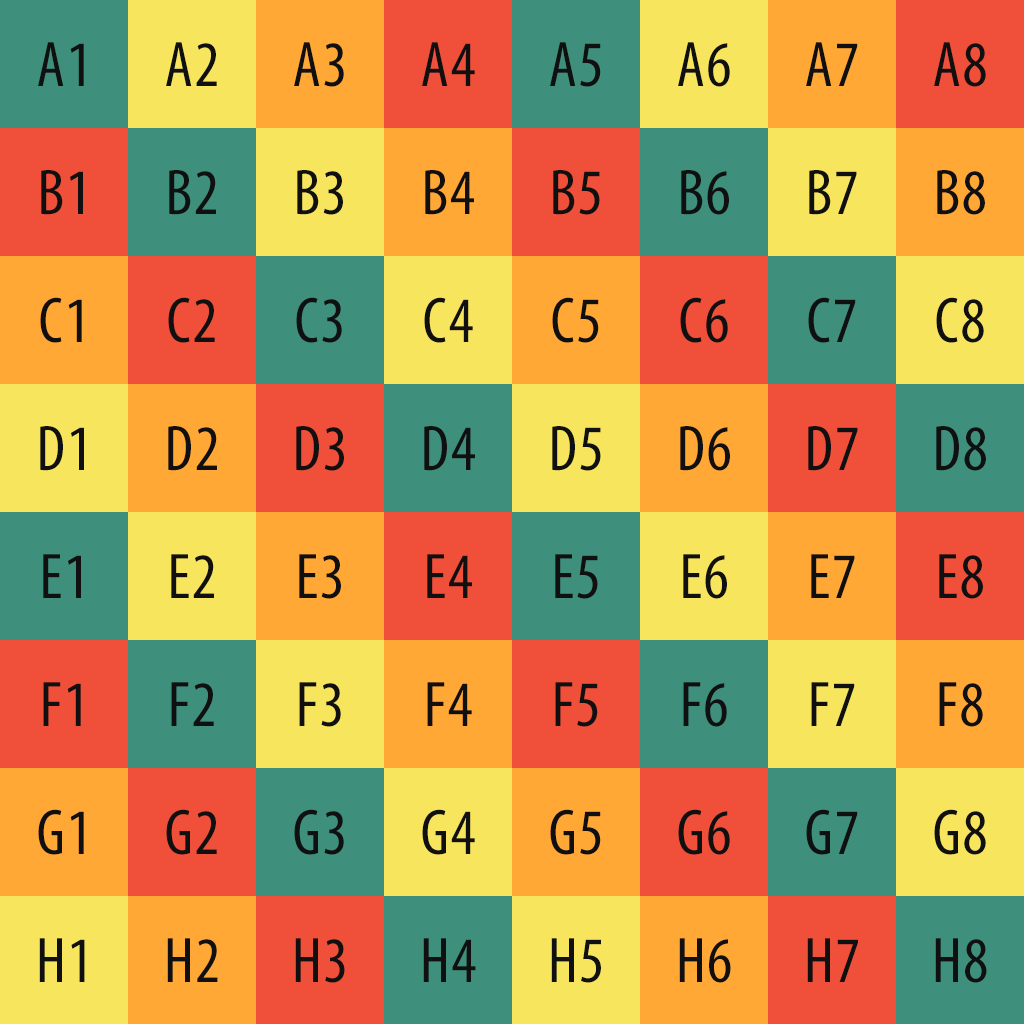 A1 A2 A3 A4 A5 A6 A7 A8
B1 B2 B3 B4 B5 B6 B7 B8
C1 C2 C3 C4 C5 C6 C7 C8
D1 D2 D3 D4 D5 D6 D7 D8
E1 E2 E3 E4 E5 E6 E7 E8
F1 F2 F3 F4 F5 F6 F7 F8
G1 G2 G3 G4 G5 G6 G7 G8
H1 H2 H3 H4 H5 H6 H7 H8